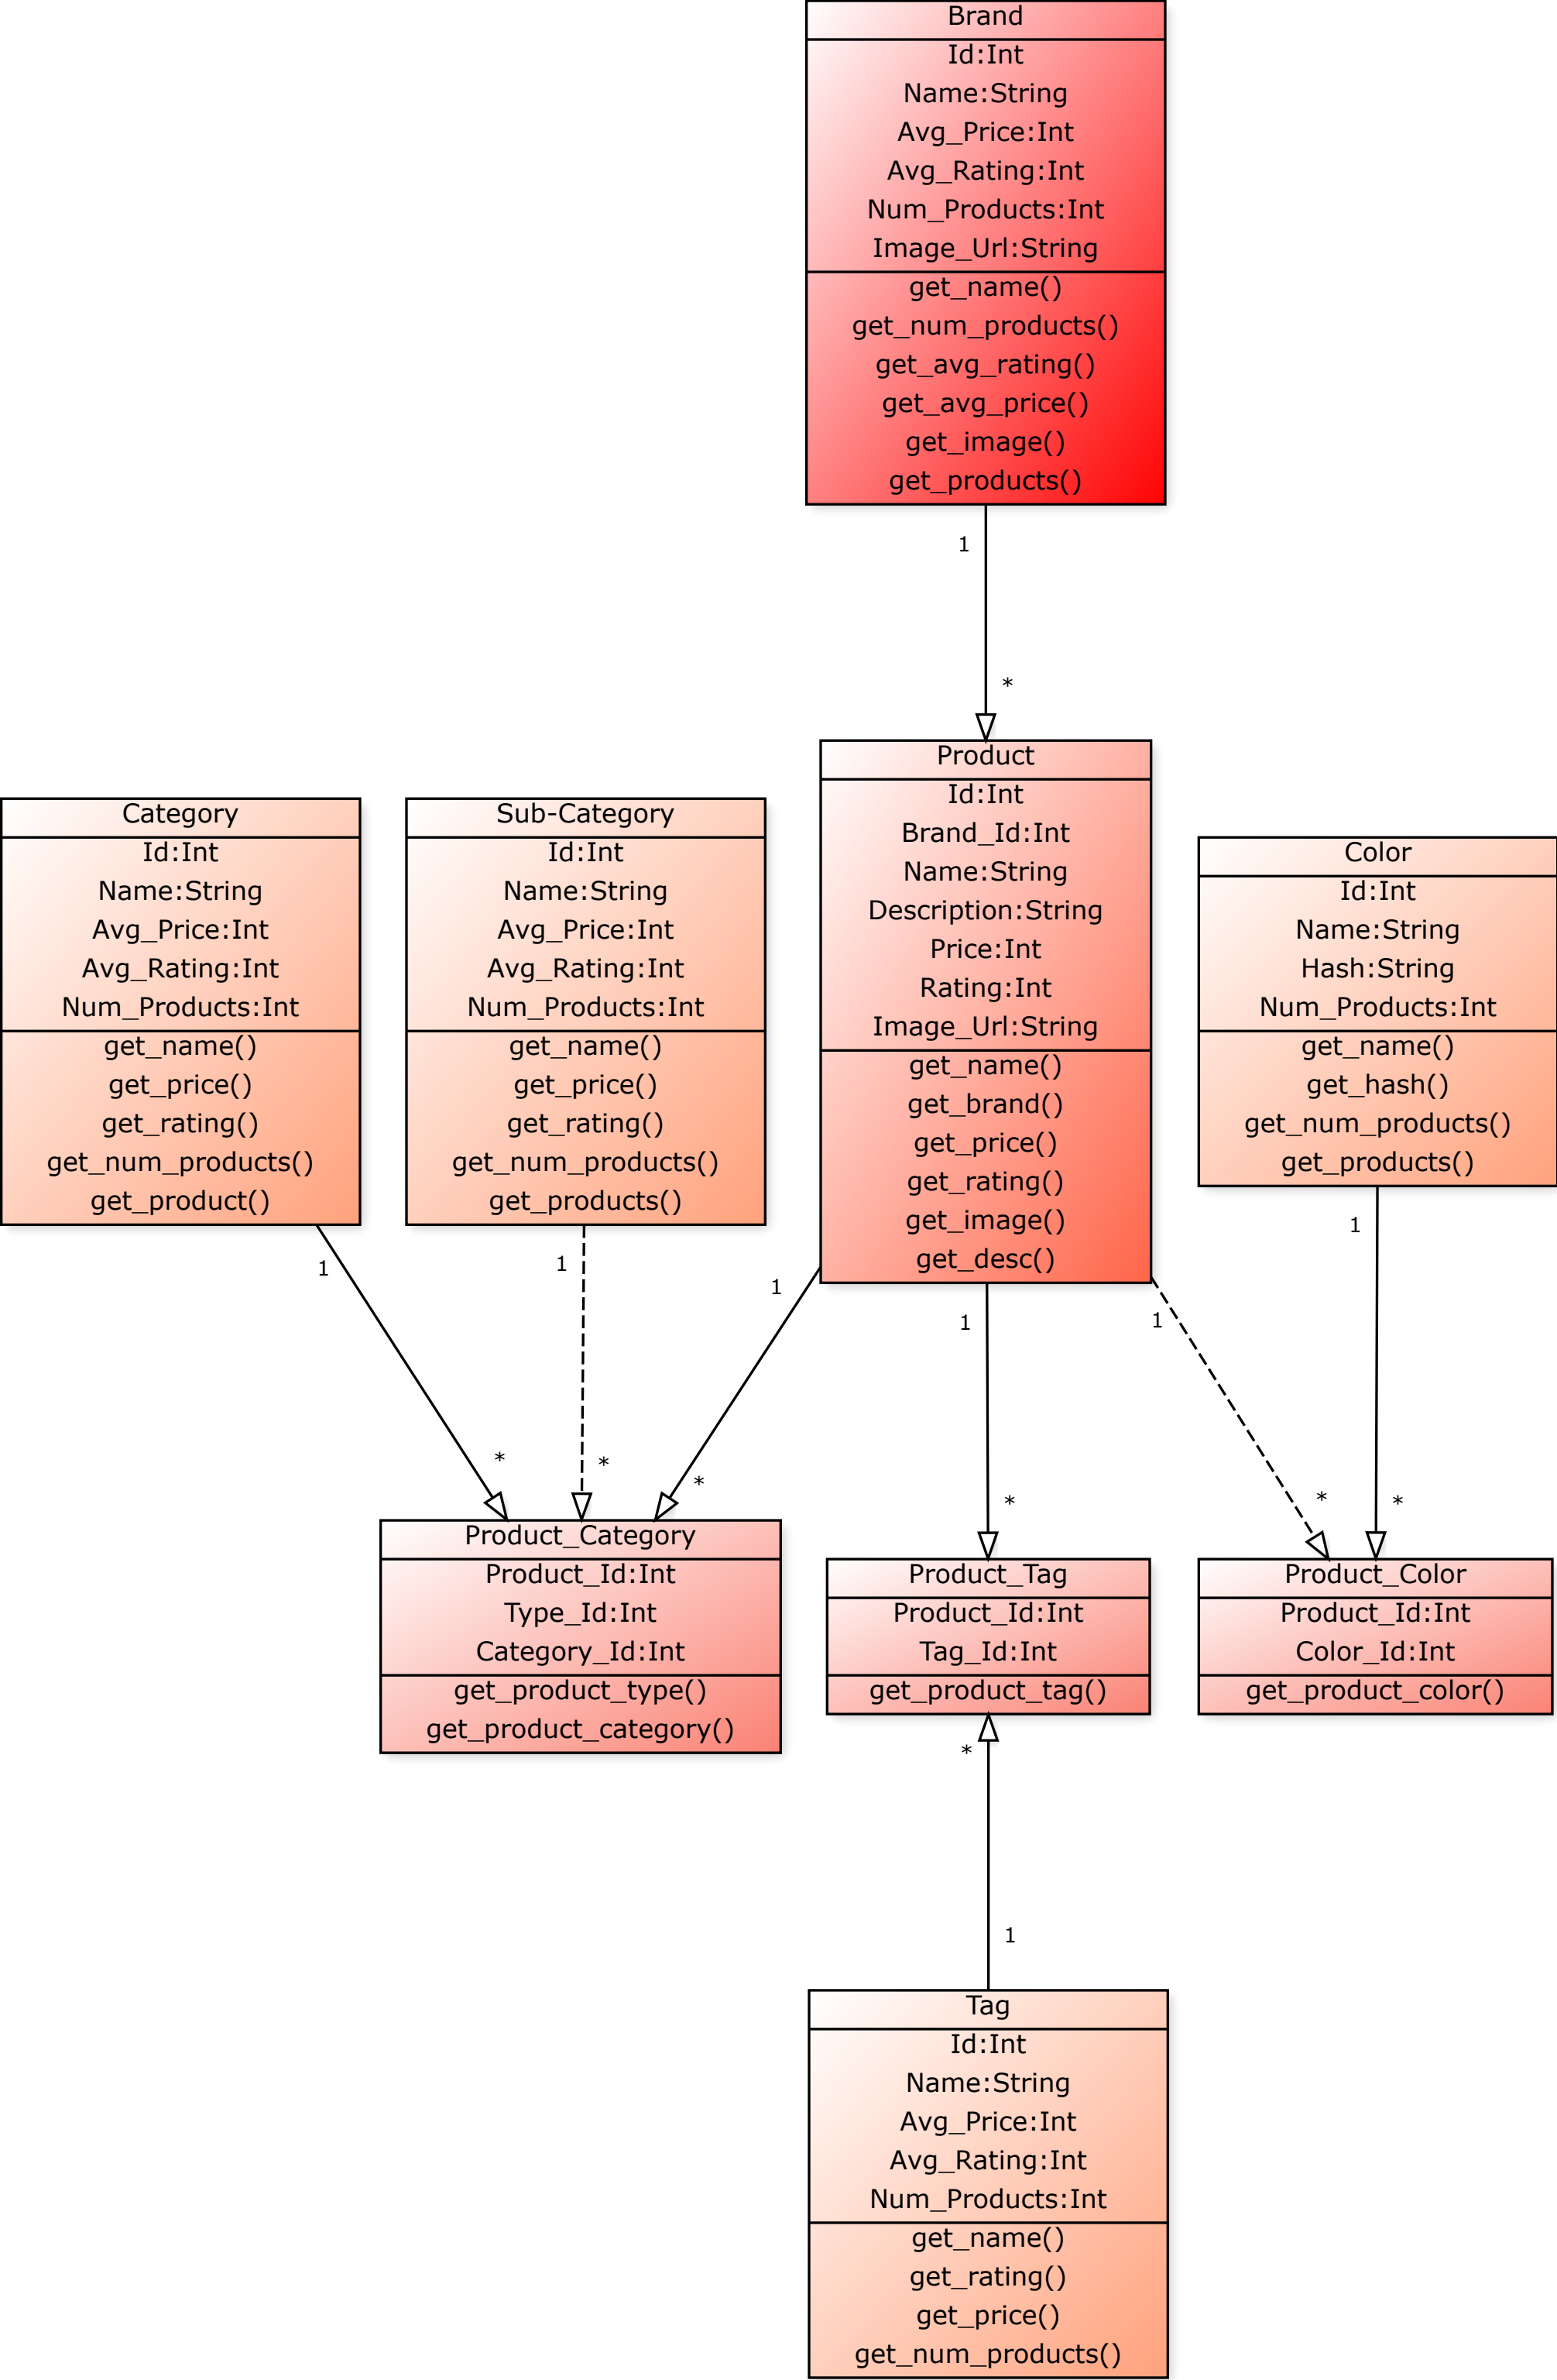 Brand
Id:Int
Name:String
Avg_Price:Int
Avg_Rating:Int
Num_Products:Int
Image_Url:String
get_name()
get_num_products()
get_avg_rating()
get_avg_price()
get_image()
get_products()
1
*
Product
Id:Int
Brand_Id:Int
Name:String
Description:String
Price:Int
Rating:Int
Image_Url:String
get_name()
get_brand()
get_price()
get_rating()
get_image()
get_desc()
Category
Id:Int
Name:String
Avg_Price:Int
Avg_Rating:Int
Num_Products:Int
get_name()
get_price()
get_rating()
get_num_products()
get_product()
Sub-Category
Id:Int
Name:String
Avg_Price:Int
Avg_Rating:Int
Num_Products:Int
get_name()
get_price()
get_rating()
get_num_products()
get_products()
Color
Id:Int
Name:String
Hash:String
Num_Products:Int
get_name()
get_hash()
get_num_products()
get_products()
1
*
1
*
1
*
1
*
1
*
1
*
Product_Category
Product_Id:Int
Type_Id:Int
Category_Id:Int
get_product_type()
get_product_category()
Product_Tag
Product_Id:Int
Tag_Id:Int
get_product_tag()
Product_Color
Product_Id:Int
Color_Id:Int
get_product_color()
*
1
Tag
Id:Int
Name:String
Avg_Price:Int
Avg_Rating:Int
Num_Products:Int
get_name()
get_rating()
get_price()
get_num_products()